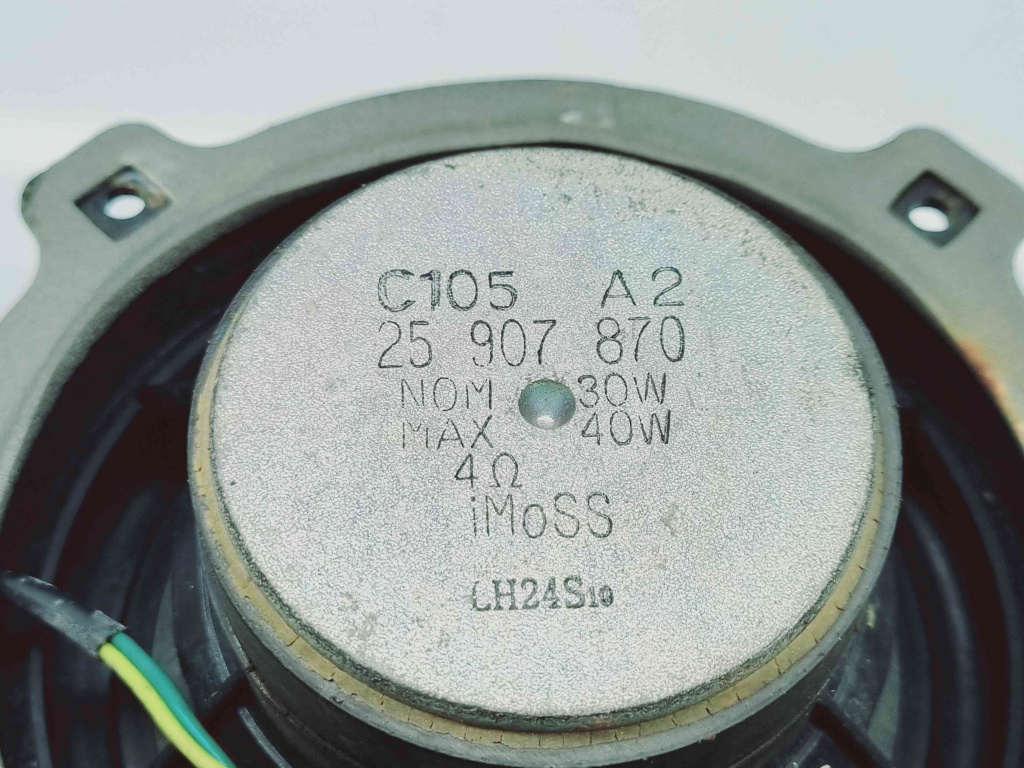 C105 A2
25 907 870
NOM 30W
MAX 40W
4Ω
iMoSS
LH24S10